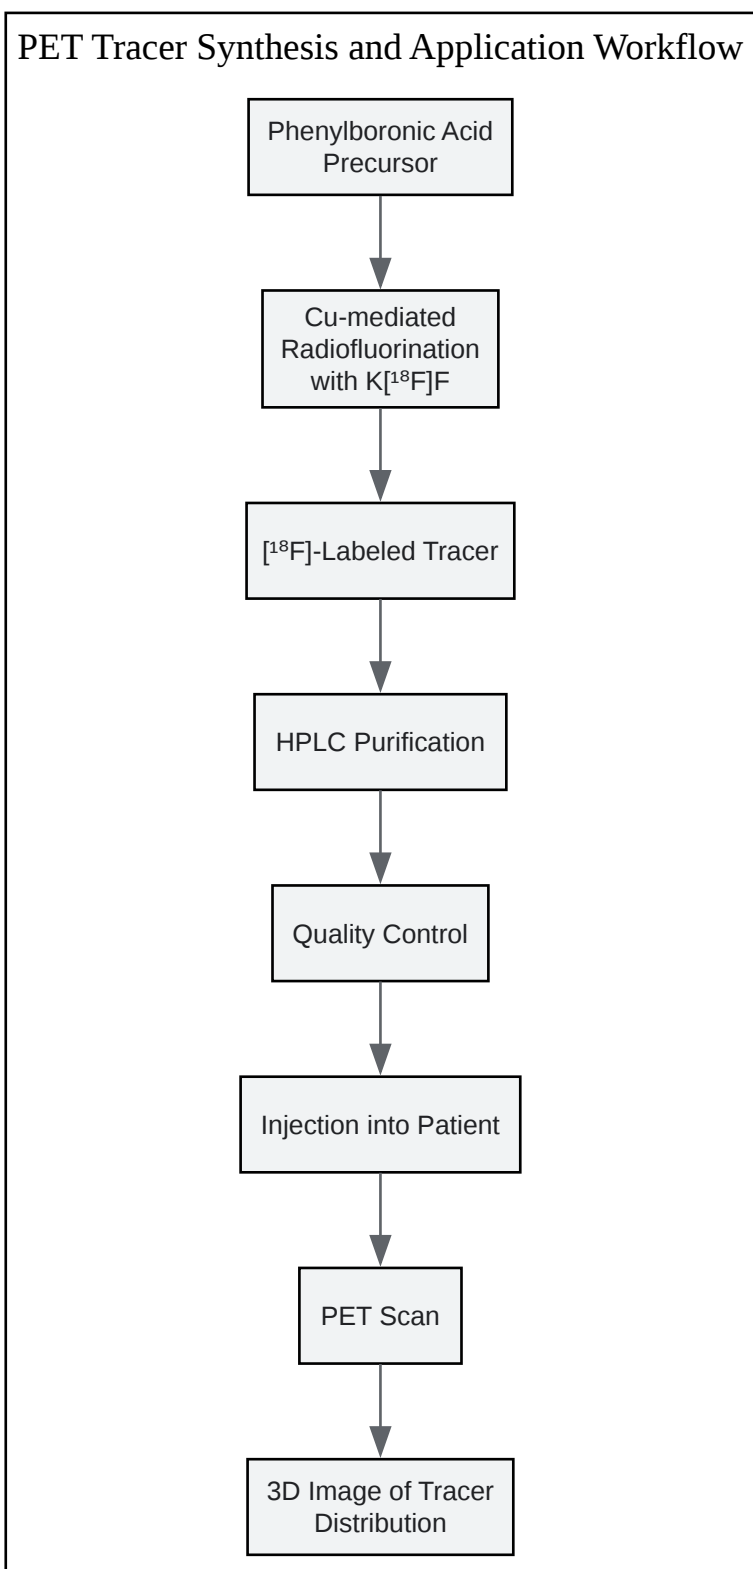 PET Tracer Synthesis and Application Workflow
Phenylboronic Acid
Precursor
Cu-mediated
Radiofluorination
with K[¹⁸F]F
[¹⁸F]-Labeled Tracer
HPLC Purification
Quality Control
Injection into Patient
PET Scan
3D Image of Tracer
Distribution